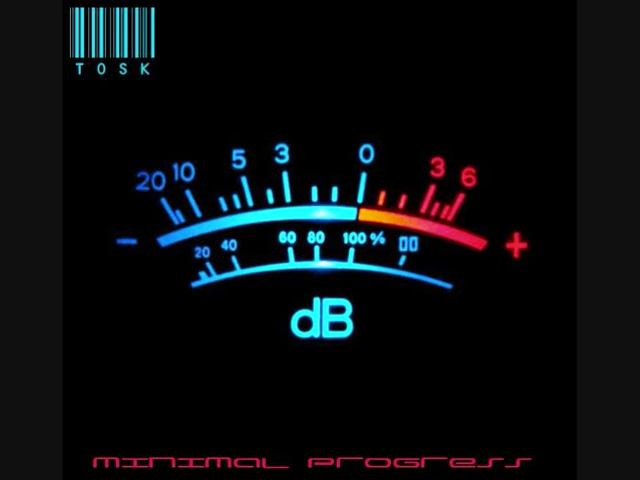 TOSK
20 10 5 3 0 3 6
- +
20 40 60 80 100 %
dB
MINIMAL PROGRESS